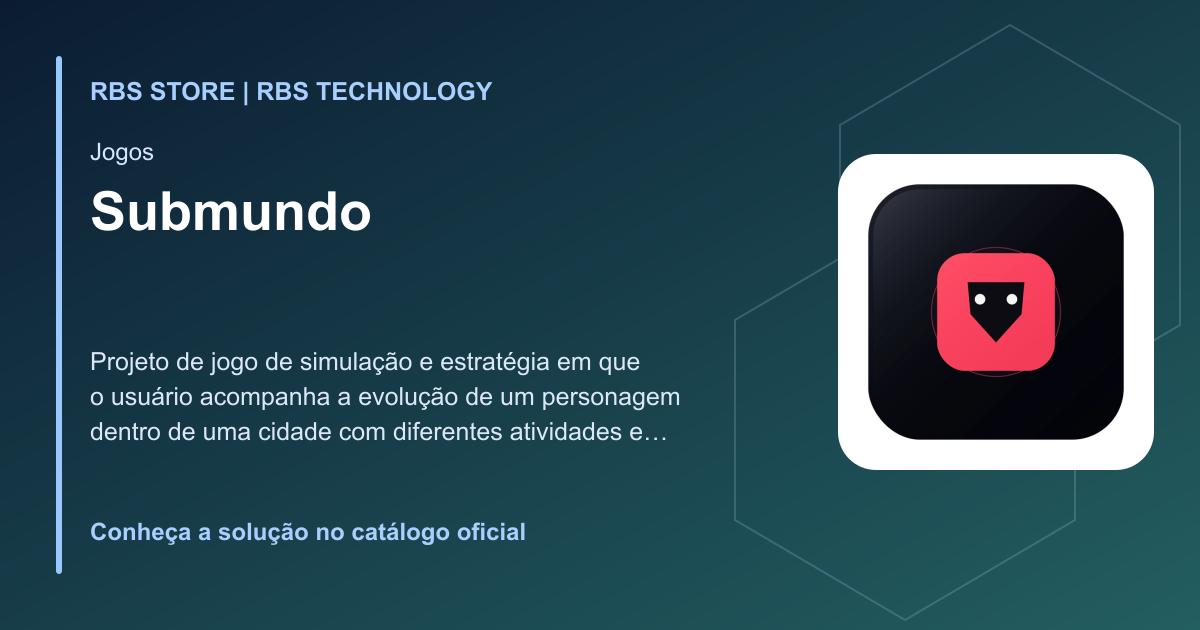 RBS STORE | RBS TECHNOLOGY
Jogos
Submundo
Projeto de jogo de simulação e estratégia em que
o usuário acompanha a evolução de um personagem
dentro de uma cidade com diferentes atividades e…
Conheça a solução no catálogo oficial